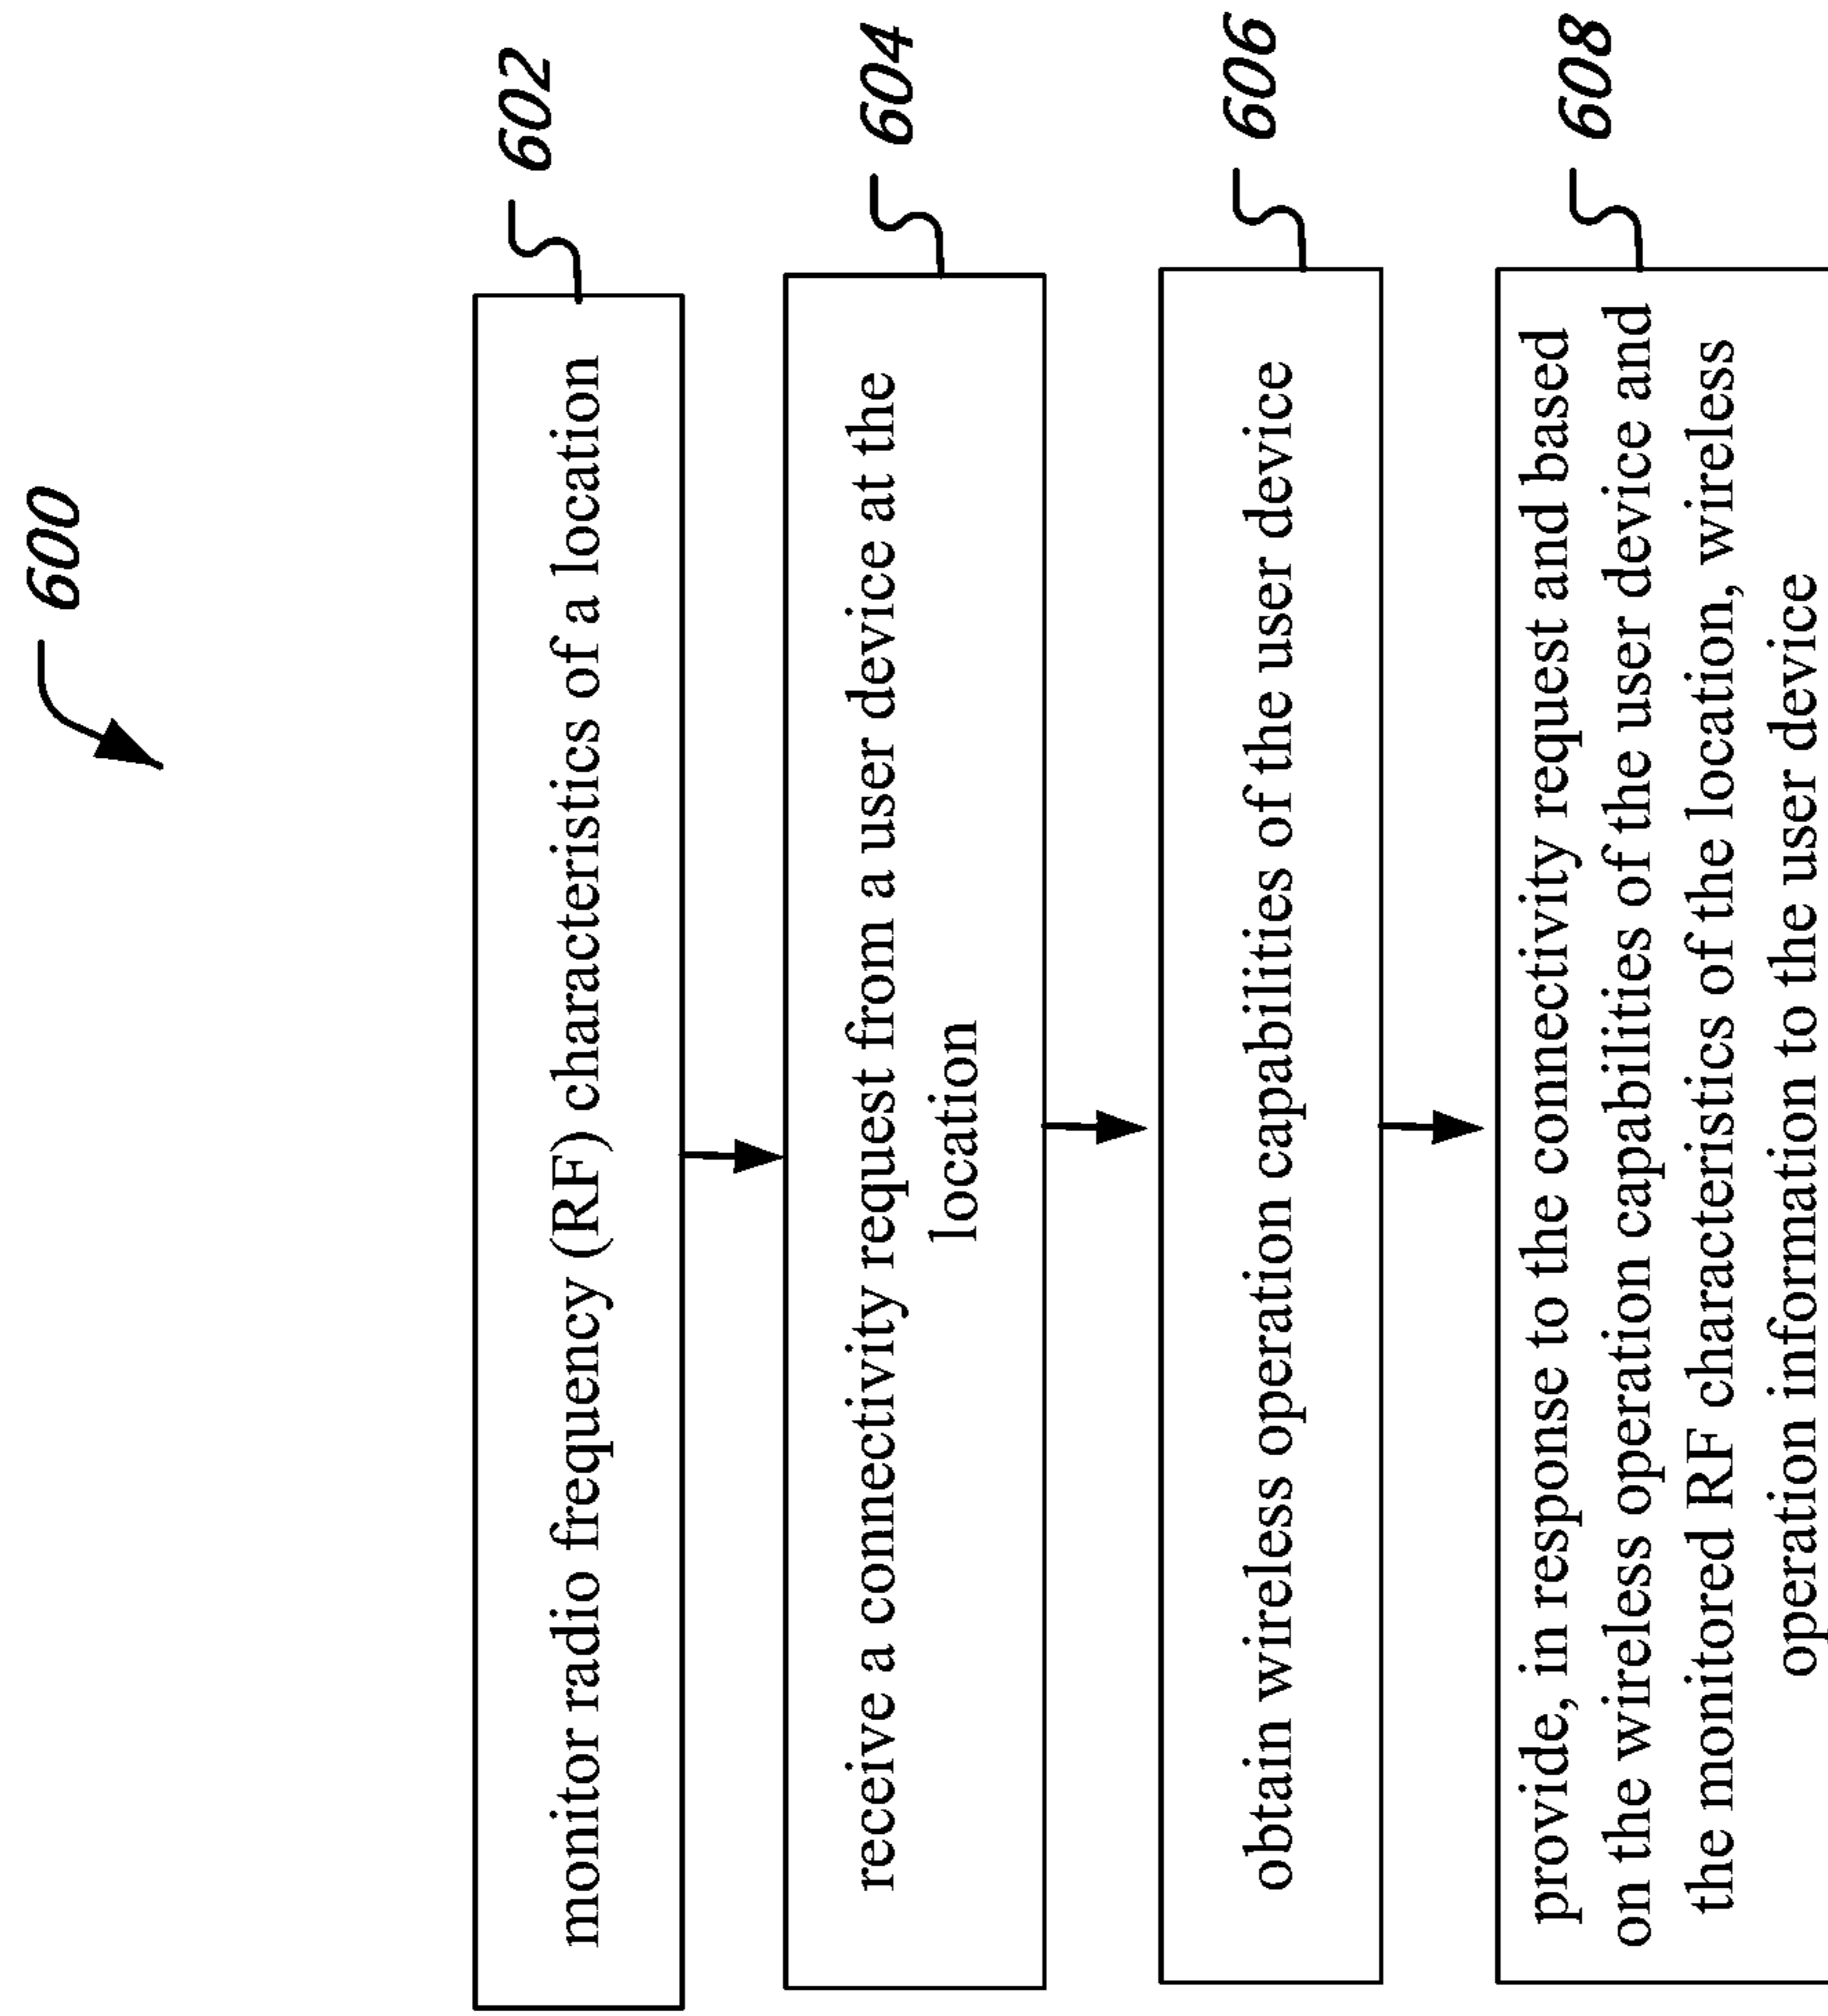 600
602
monitor radio frequency (RF) characteristics of a location
604
receive a connectivity request from a user device at the
location
606
obtain wireless operation capabilities of the user device
608
provide, in response to the connectivity request and based
on the wireless operation capabilities of the user device and
the monitored RF characteristics of the location, wireless
operation information to the user device